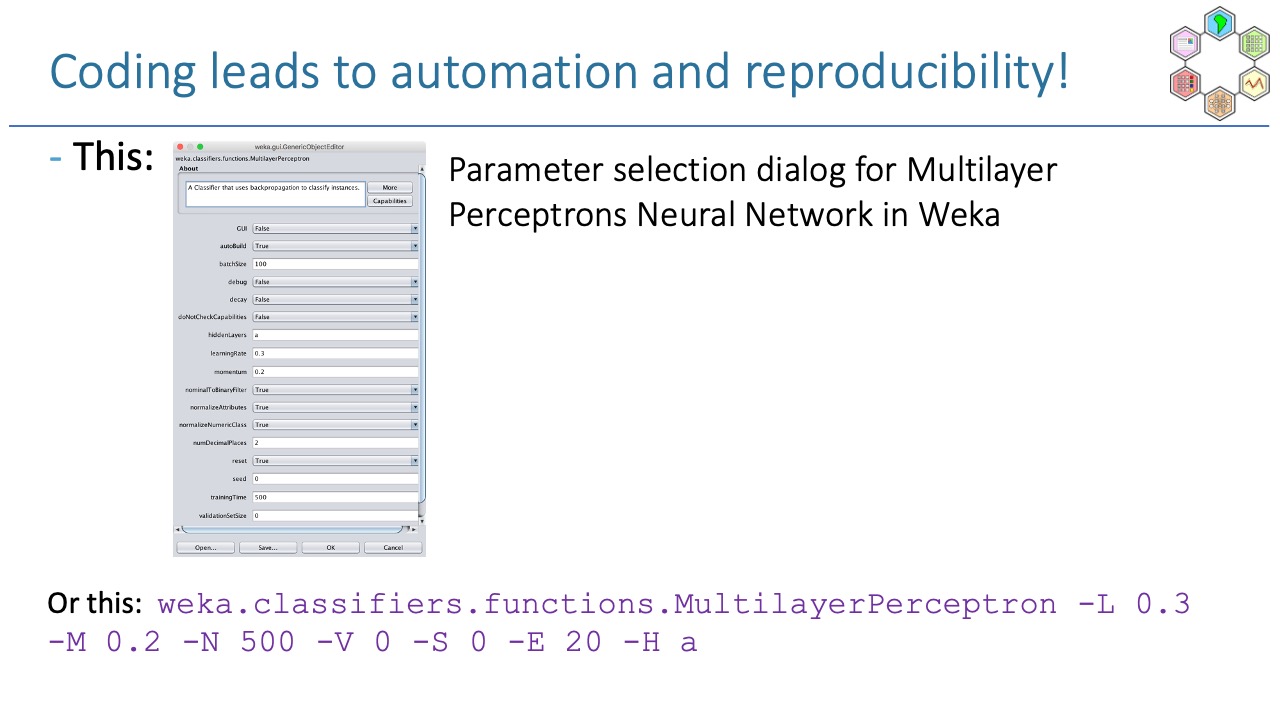 Coding leads to automation and reproducibility!
- This:
weka.gui.GenericObjectEditor
weka.classifiers.functions.MultilayerPerceptron
About
A Classifier that uses backpropagation to classify instances.
More
Capabilities
GUI False
autoBuild True
batchSize 100
debug False
decay False
doNotCheckCapabilities False
hiddenLayers a
learningRate 0.3
momentum 0.2
nominalToBinaryFilter True
normalizeAttributes True
normalizeNumericClass True
numDecimalPlaces 2
reset True
seed 0
trainingTime 500
validationSetSize 0
Open... Save... OK Cancel
Parameter selection dialog for Multilayer
Perceptrons Neural Network in Weka
Or this: weka.classifiers.functions.MultilayerPerceptron -L 0.3
-M 0.2 -N 500 -V 0 -S 0 -E 20 -H a